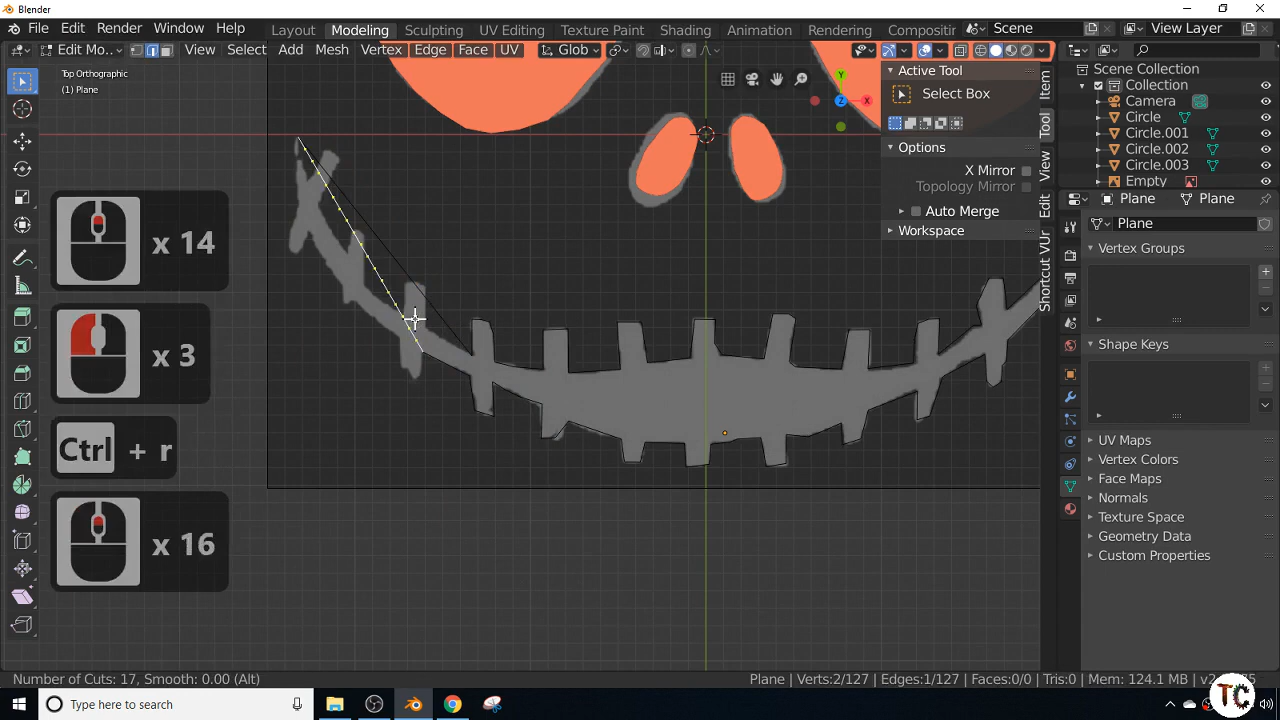 Blender
File Edit Render Window Help Layout Modeling Sculpting UV Editing Texture Paint Shading Animation Rendering Compositir Scene View Layer
Edit Mo... View Select Add Mesh Vertex Edge Face UV Glob
Top Orthographic
(1) Plane
Y
Z X
Active Tool
Select Box
Options
X Mirror
Topology Mirror
Auto Merge
Workspace
Item
Tool
View
Edit
Shortcut VUr
Scene Collection
Collection
Camera
Circle
Circle.001
Circle.002
Circle.003
Empty
Plane Plane
Plane
Vertex Groups
Shape Keys
UV Maps
Vertex Colors
Face Maps
Normals
Texture Space
Geometry Data
Custom Properties
x 14
x 3
Ctrl + r
x 16
Number of Cuts: 17, Smooth: 0.00 (Alt)
Plane | Verts:2/127 | Edges:1/127 | Faces:0/0 | Tris:0 | Mem: 124.1 MB
Type here to search
TC